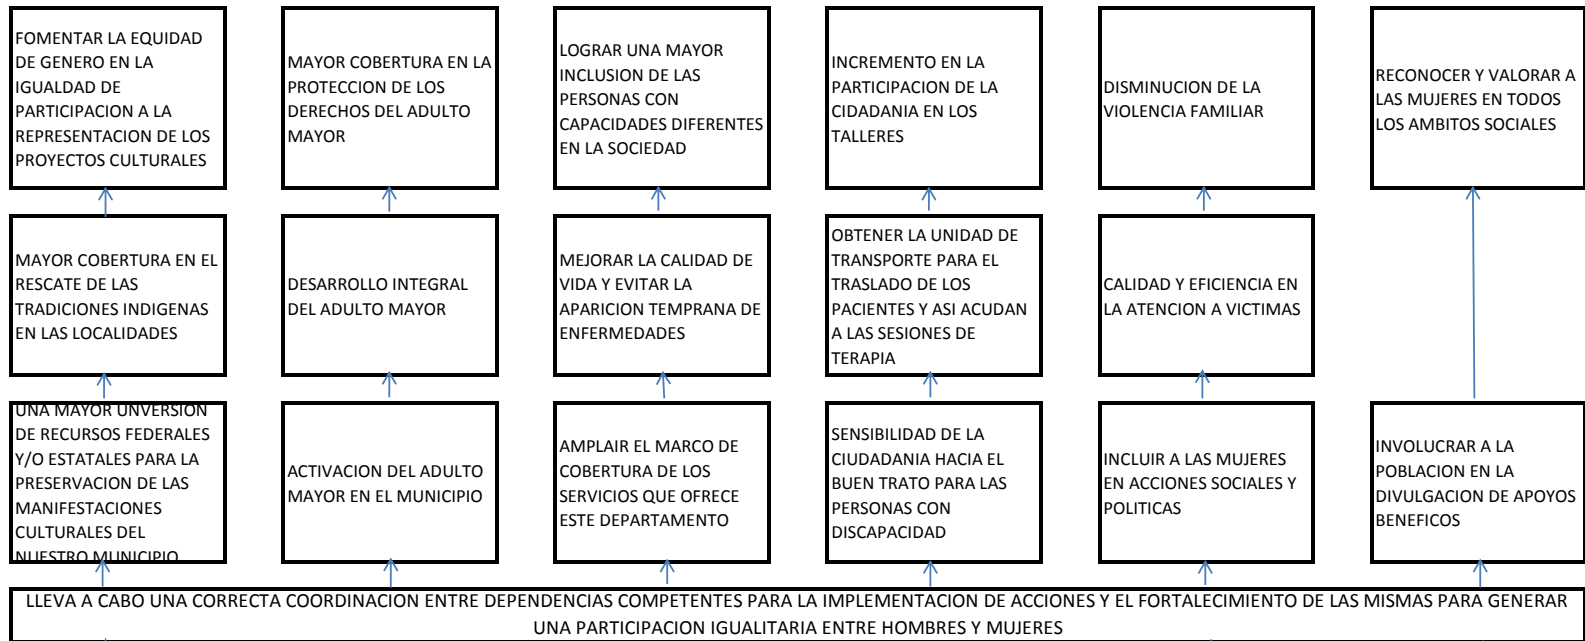 FOMENTAR LA EQUIDAD
DE GENERO EN LA
IGUALDAD DE
PARTICIPACION A LA
REPRESENTACION DE LOS
PROYECTOS CULTURALES
MAYOR COBERTURA EN LA
PROTECCION DE LOS
DERECHOS DEL ADULTO
MAYOR
LOGRAR UNA MAYOR
INCLUSION DE LAS
PERSONAS CON
CAPACIDADES DIFERENTES
EN LA SOCIEDAD
INCREMENTO EN LA
PARTICIPACION DE LA
CIDADANIA EN LOS
TALLERES
DISMINUCION DE LA
VIOLENCIA FAMILIAR
RECONOCER Y VALORAR A
LAS MUJERES EN TODOS
LOS AMBITOS SOCIALES
MAYOR COBERTURA EN EL
RESCATE DE LAS
TRADICIONES INDIGENAS
EN LAS LOCALIDADES
DESARROLLO INTEGRAL
DEL ADULTO MAYOR
MEJORAR LA CALIDAD DE
VIDA Y EVITAR LA
APARICION TEMPRANA DE
ENFERMEDADES
OBTENER LA UNIDAD DE
TRANSPORTE PARA EL
TRASLADO DE LOS
PACIENTES Y ASI ACUDAN
A LAS SESIONES DE
TERAPIA
CALIDAD Y EFICIENCIA EN
LA ATENCION A VICTIMAS
UNA MAYOR UNVERSION
DE RECURSOS FEDERALES
Y/O ESTATALES PARA LA
PRESERVACION DE LAS
MANIFESTACIONES
CULTURALES DEL
NUESTRO MUNICIPIO
ACTIVACION DEL ADULTO
MAYOR EN EL MUNICIPIO
AMPLAIR EL MARCO DE
COBERTURA DE LOS
SERVICIOS QUE OFRECE
ESTE DEPARTAMENTO
SENSIBILIDAD DE LA
CIUDADANIA HACIA EL
BUEN TRATO PARA LAS
PERSONAS CON
DISCAPACIDAD
INCLUIR A LAS MUJERES
EN ACCIONES SOCIALES Y
POLITICAS
INVOLUCRAR A LA
POBLACION EN LA
DIVULGACION DE APOYOS
BENEFICOS
LLEVA A CABO UNA CORRECTA COORDINACION ENTRE DEPENDENCIAS COMPETENTES PARA LA IMPLEMENTACION DE ACCIONES Y EL FORTALECIMIENTO DE LAS MISMAS PARA GENERAR
UNA PARTICIPACION IGUALITARIA ENTRE HOMBRES Y MUJERES